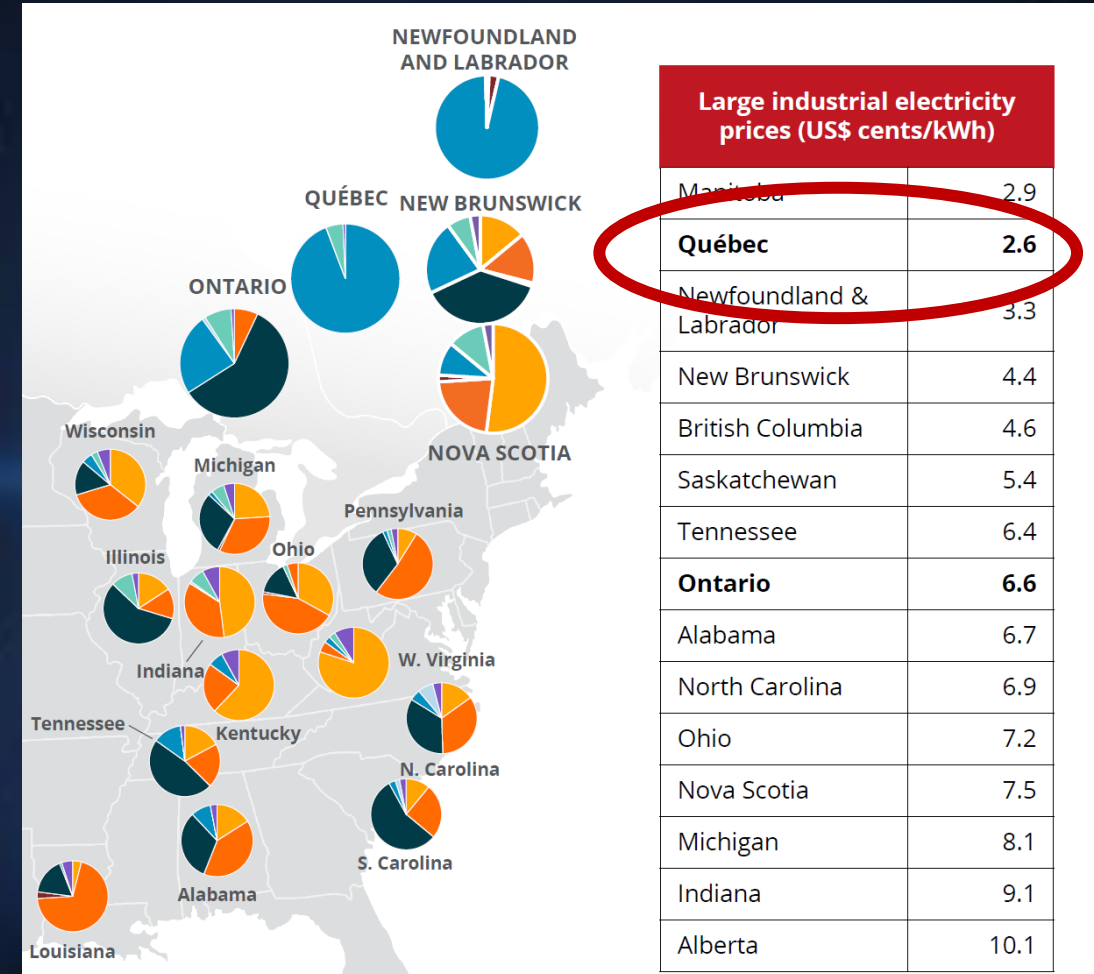 NEWFOUNDLAND
AND LABRADOR
QUÉBEC
NEW BRUNSWICK
ONTARIO
NOVA SCOTIA
Wisconsin
Michigan
Pennsylvania
Illinois
Ohio
Indiana
W. Virginia
Tennessee
Kentucky
N. Carolina
S. Carolina
Alabama
Louisiana
Large industrial electricity
prices (US$ cents/kWh)
Manitoba 2.9
Québec 2.6
Newfoundland &
Labrador 3.3
New Brunswick 4.4
British Columbia 4.6
Saskatchewan 5.4
Tennessee 6.4
Ontario 6.6
Alabama 6.7
North Carolina 6.9
Ohio 7.2
Nova Scotia 7.5
Michigan 8.1
Indiana 9.1
Alberta 10.1